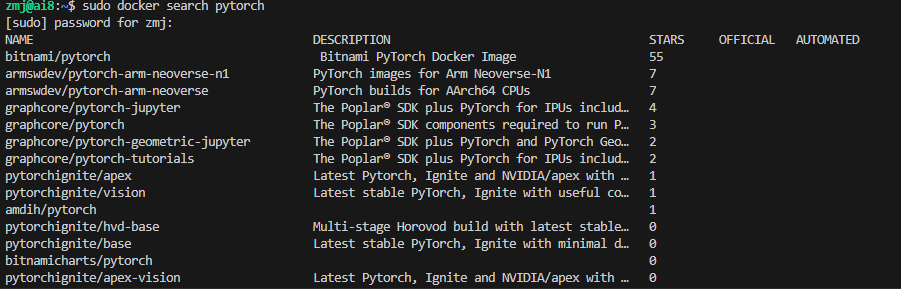 zmj@ai8:~$ sudo docker search pytorch
[sudo] password for zmj:
NAME DESCRIPTION STARS OFFICIAL AUTOMATED
bitnami/pytorch Bitnami PyTorch Docker Image 55
armswdev/pytorch-arm-neoverse-n1 PyTorch images for Arm Neoverse-N1 7
armswdev/pytorch-arm-neoverse PyTorch builds for AArch64 CPUs 7
graphcore/pytorch-jupyter The Poplar® SDK plus PyTorch for IPUs includ… 4
graphcore/pytorch The Poplar® SDK components required to run P… 3
graphcore/pytorch-geometric-jupyter The Poplar® SDK plus PyTorch and PyTorch Geo… 2
graphcore/pytorch-tutorials The Poplar® SDK plus PyTorch for IPUs includ… 2
pytorchignite/apex Latest Pytorch, Ignite and NVIDIA/apex with … 1
pytorchignite/vision Latest stable PyTorch, Ignite with useful co… 1
amdih/pytorch 1
pytorchignite/hvd-base Multi-stage Horovod build with latest stable… 0
pytorchignite/base Latest stable PyTorch, Ignite with minimal d… 0
bitnamicharts/pytorch 0
pytorchignite/apex-vision Latest Pytorch, Ignite and NVIDIA/apex with … 0